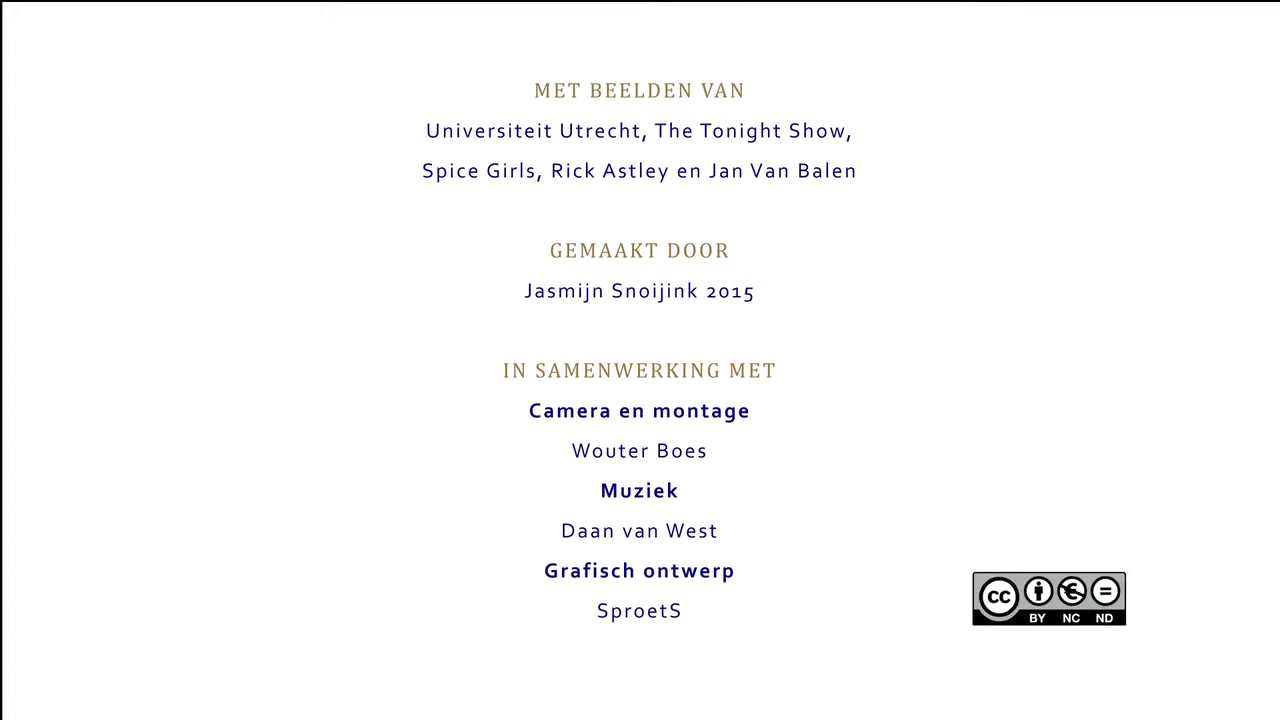 MET BEELDEN VAN
Universiteit Utrecht, The Tonight Show,
Spice Girls, Rick Astley en Jan Van Balen
GEMAAKT DOOR
Jasmijn Snoijink 2015
IN SAMENWERKING MET
Camera en montage
Wouter Boes
Muziek
Daan van West
Grafisch ontwerp
SproetS
CC
BY NC ND